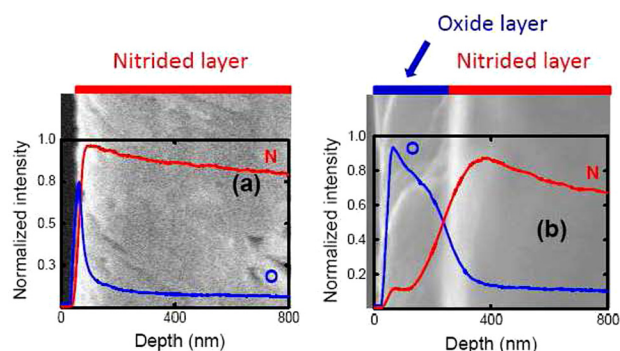 Oxide layer
Nitrided layer
Nitrided layer
Normalized intensity
1.0
0.8
0.5
0.3
N
(a)
O
0
400
800
Depth (nm)
Normalized intensity
1.0
0.8
0.6
0.4
0.2
O
N
(b)
0
400
800
Depth (nm)